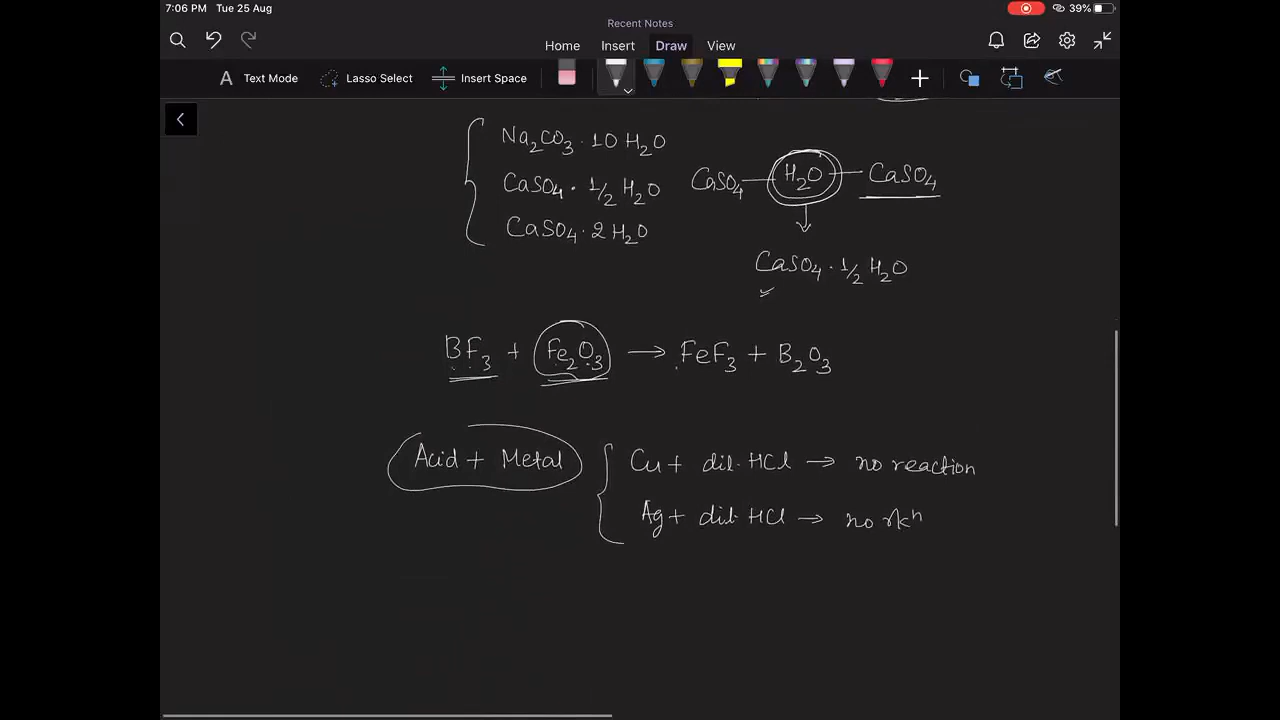 7:06 PM Tue 25 Aug
39%
Recent Notes
Home Insert Draw View
Text Mode Lasso Select Insert Space
Na₂CO₃·10 H₂O
CaSO₄·1/2 H₂O
CaSO₄·2 H₂O
CaSO₄ — H₂O — CaSO₄
↓
CaSO₄·1/2 H₂O
BF₃ + Fe₂O₃ → FeF₃ + B₂O₃
Acid + Metal
Cu + dil. HCl → no reaction
Ag + dil. HCl → no rxⁿ